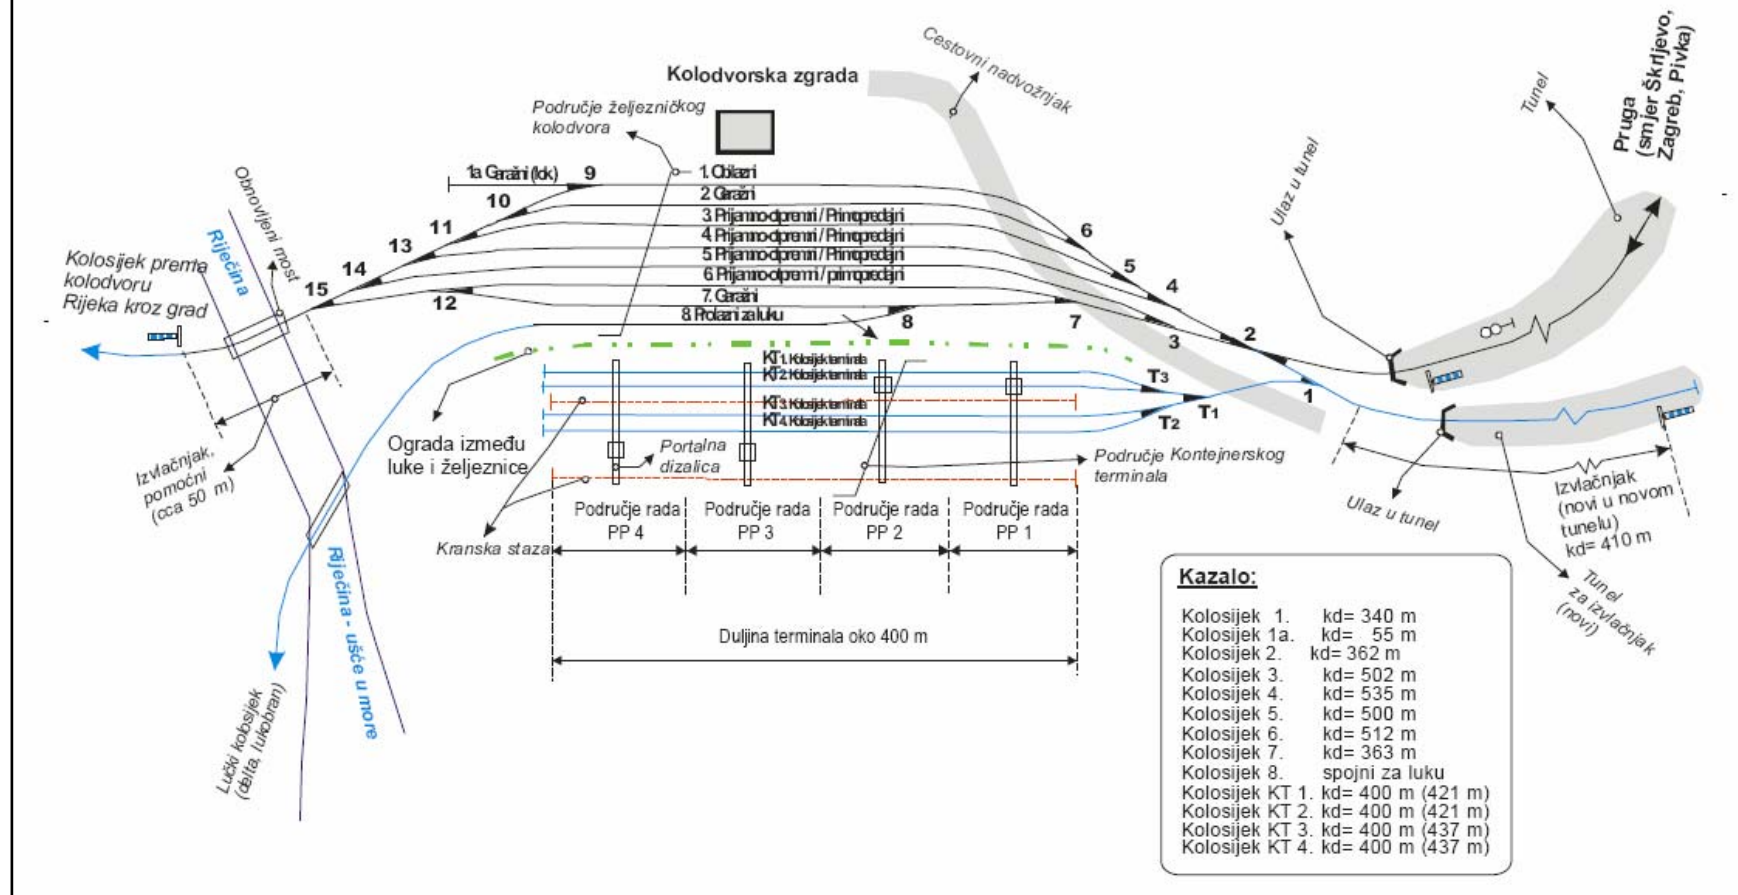 Kolodvorska zgrada
Cestovni nadvožnjak
Tunel
Pruga
(smjer Škrljevo,
Zagreb, Pivka)
Područje željezničkog
kolodvora
Ulaz u tunel
Obnovljeni most
Riječina
Kolosijek prema
kolodvoru
Rijeka kroz grad
1a Garažni (lok.)
9
10
11
13
14
15
12
1. Obilazni
2. Garažni
3. Prijamno-otpremni / Primopredajni
4. Prijamno-otpremni / Primopredajni
5. Prijamno-otpremni / Primopredajni
6. Prijamno-otpremni / primopredajni
7. Garažni
8. Prolazni za luku
8
7
6
5
4
3
2
1
KT 1. Kolosijek terminala
KT 2. Kolosijek terminala
KT 3. Kolosijek terminala
KT 4. Kolosijek terminala
T3
T1
T2
Ograda između
luke i željeznice
Portalna
dizalica
Područje Kontejnerskog
terminala
Izvlačnjak,
pomoćni
(cca 50 m)
Kranska staza
Područje rada
PP 4
Područje rada
PP 3
Područje rada
PP 2
Područje rada
PP 1
Duljina terminala oko 400 m
Riječina - ušće u more
Lučki kolosijek
(delta, lukobran)
Ulaz u tunel
Izvlačnjak
(novi u novom
tunelu)
kd= 410 m
Tunel
za izvlačnjak
(novi)
Kazalo:
Kolosijek 1. kd= 340 m
Kolosijek 1a. kd= 55 m
Kolosijek 2. kd= 362 m
Kolosijek 3. kd= 502 m
Kolosijek 4. kd= 535 m
Kolosijek 5. kd= 500 m
Kolosijek 6. kd= 512 m
Kolosijek 7. kd= 363 m
Kolosijek 8. spojni za luku
Kolosijek KT 1. kd= 400 m (421 m)
Kolosijek KT 2. kd= 400 m (421 m)
Kolosijek KT 3. kd= 400 m (437 m)
Kolosijek KT 4. kd= 400 m (437 m)